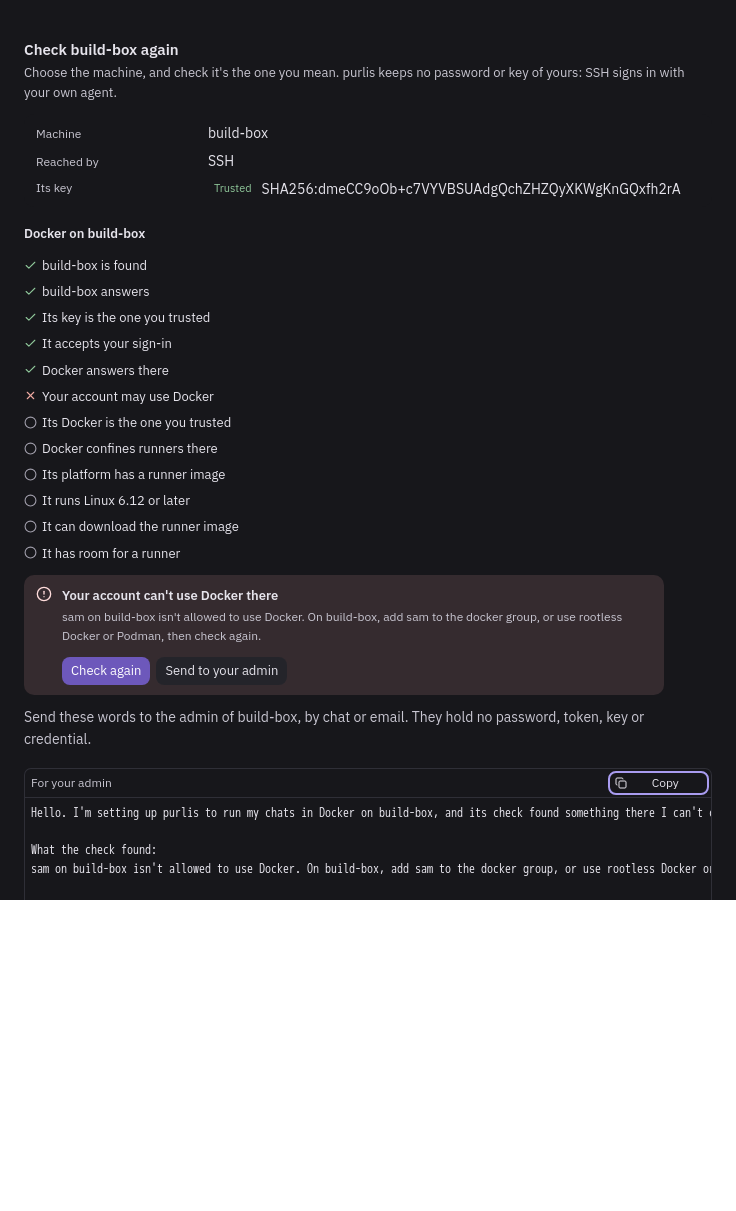 Check build-box again
Choose the machine, and check it's the one you mean. purlis keeps no password or key of yours: SSH signs in with
your own agent.
Machine build-box
Reached by SSH
Its key Trusted SHA256:dmeCC9oOb+c7VYVBSUAdgQchZHZQyXKWgKnGQxfh2rA
Docker on build-box
build-box is found
build-box answers
Its key is the one you trusted
It accepts your sign-in
Docker answers there
Your account may use Docker
Its Docker is the one you trusted
Docker confines runners there
Its platform has a runner image
It runs Linux 6.12 or later
It can download the runner image
It has room for a runner
Your account can't use Docker there
sam on build-box isn't allowed to use Docker. On build-box, add sam to the docker group, or use rootless
Docker or Podman, then check again.
Check again Send to your admin
Send these words to the admin of build-box, by chat or email. They hold no password, token, key or
credential.
For your admin Copy
Hello. I'm setting up purlis to run my chats in Docker on build-box, and its check found something there I can't
What the check found:
sam on build-box isn't allowed to use Docker. On build-box, add sam to the docker group, or use rootless Docker